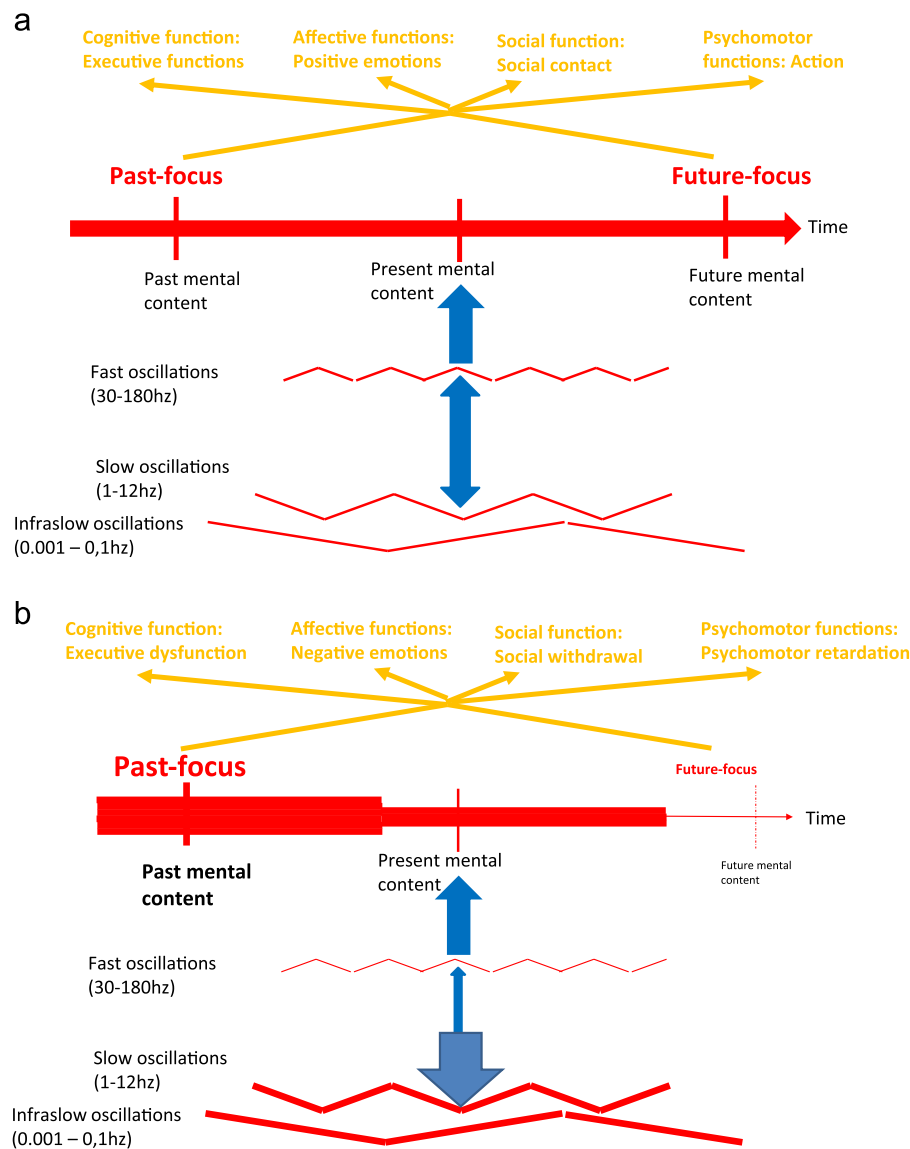 a
Cognitive function:
Executive functions
Affective functions:
Positive emotions
Social function:
Social contact
Psychomotor
functions: Action
Past-focus
Future-focus
Time
Past mental
content
Present mental
content
Future mental
content
Fast oscillations
(30-180hz)
Slow oscillations
(1-12hz)
Infraslow oscillations
(0.001 – 0,1hz)
b
Cognitive function:
Executive dysfunction
Affective functions:
Negative emotions
Social function:
Social withdrawal
Psychomotor functions:
Psychomotor retardation
Past-focus
Future-focus
Time
Past mental
content
Present mental
content
Future mental
content
Fast oscillations
(30-180hz)
Slow oscillations
(1-12hz)
Infraslow oscillations
(0.001 – 0,1hz)